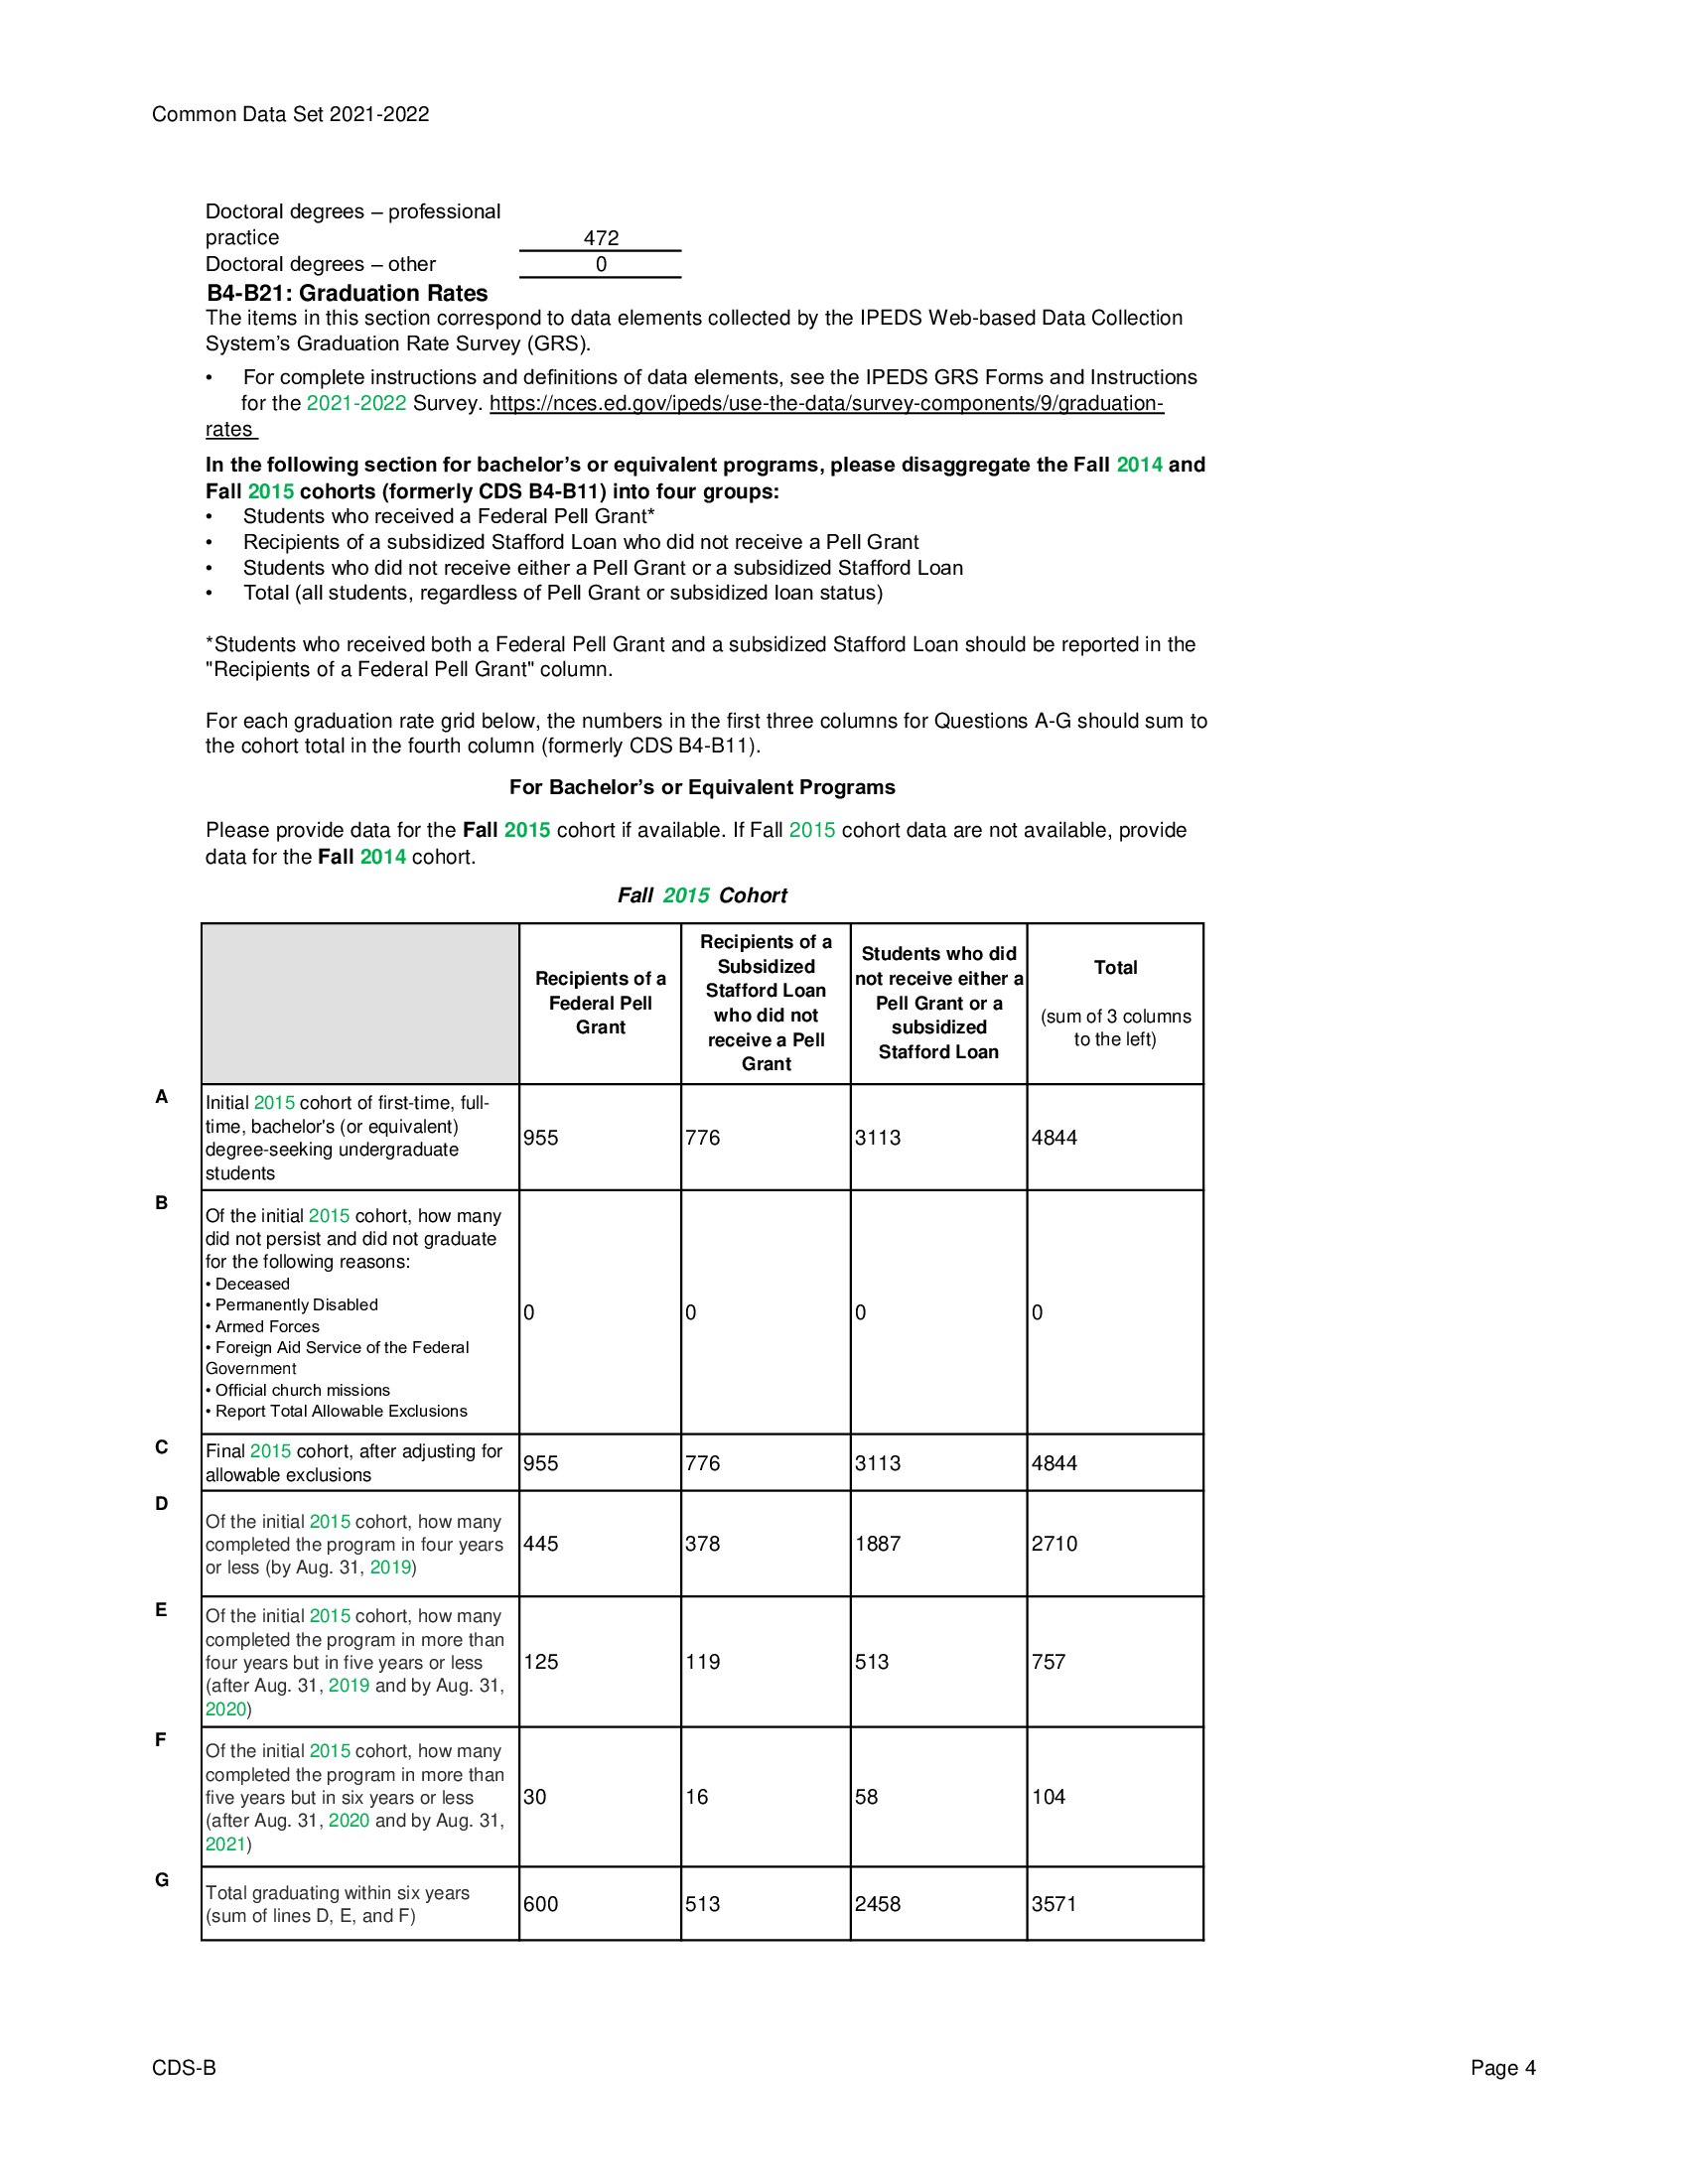 Common Data Set 2021-2022
Doctoral degrees – professional
practice 472
Doctoral degrees – other 0
B4-B21: Graduation Rates
The items in this section correspond to data elements collected by the IPEDS Web-based Data Collection
System’s Graduation Rate Survey (GRS).
• For complete instructions and definitions of data elements, see the IPEDS GRS Forms and Instructions
for the 2021-2022 Survey. https://nces.ed.gov/ipeds/use-the-data/survey-components/9/graduation-
rates
In the following section for bachelor’s or equivalent programs, please disaggregate the Fall 2014 and
Fall 2015 cohorts (formerly CDS B4-B11) into four groups:
• Students who received a Federal Pell Grant*
• Recipients of a subsidized Stafford Loan who did not receive a Pell Grant
• Students who did not receive either a Pell Grant or a subsidized Stafford Loan
• Total (all students, regardless of Pell Grant or subsidized loan status)
*Students who received both a Federal Pell Grant and a subsidized Stafford Loan should be reported in the
"Recipients of a Federal Pell Grant" column.
For each graduation rate grid below, the numbers in the first three columns for Questions A-G should sum to
the cohort total in the fourth column (formerly CDS B4-B11).
For Bachelor’s or Equivalent Programs
Please provide data for the Fall 2015 cohort if available. If Fall 2015 cohort data are not available, provide
data for the Fall 2014 cohort.
Fall 2015 Cohort
Recipients of a
Federal Pell
Grant
Recipients of a
Subsidized
Stafford Loan
who did not
receive a Pell
Grant
Students who did
not receive either a
Pell Grant or a
subsidized
Stafford Loan
Total
(sum of 3 columns
to the left)
A
Initial 2015 cohort of first-time, full-
time, bachelor's (or equivalent)
degree-seeking undergraduate
students
955 776 3113 4844
B
Of the initial 2015 cohort, how many
did not persist and did not graduate
for the following reasons:
• Deceased
• Permanently Disabled
• Armed Forces
• Foreign Aid Service of the Federal
Government
• Official church missions
• Report Total Allowable Exclusions
0 0 0 0
C
Final 2015 cohort, after adjusting for
allowable exclusions
955 776 3113 4844
D
Of the initial 2015 cohort, how many
completed the program in four years
or less (by Aug. 31, 2019)
445 378 1887 2710
E
Of the initial 2015 cohort, how many
completed the program in more than
four years but in five years or less
(after Aug. 31, 2019 and by Aug. 31,
2020)
125 119 513 757
F
Of the initial 2015 cohort, how many
completed the program in more than
five years but in six years or less
(after Aug. 31, 2020 and by Aug. 31,
2021)
30 16 58 104
G
Total graduating within six years
(sum of lines D, E, and F)
600 513 2458 3571
CDS-B Page 4